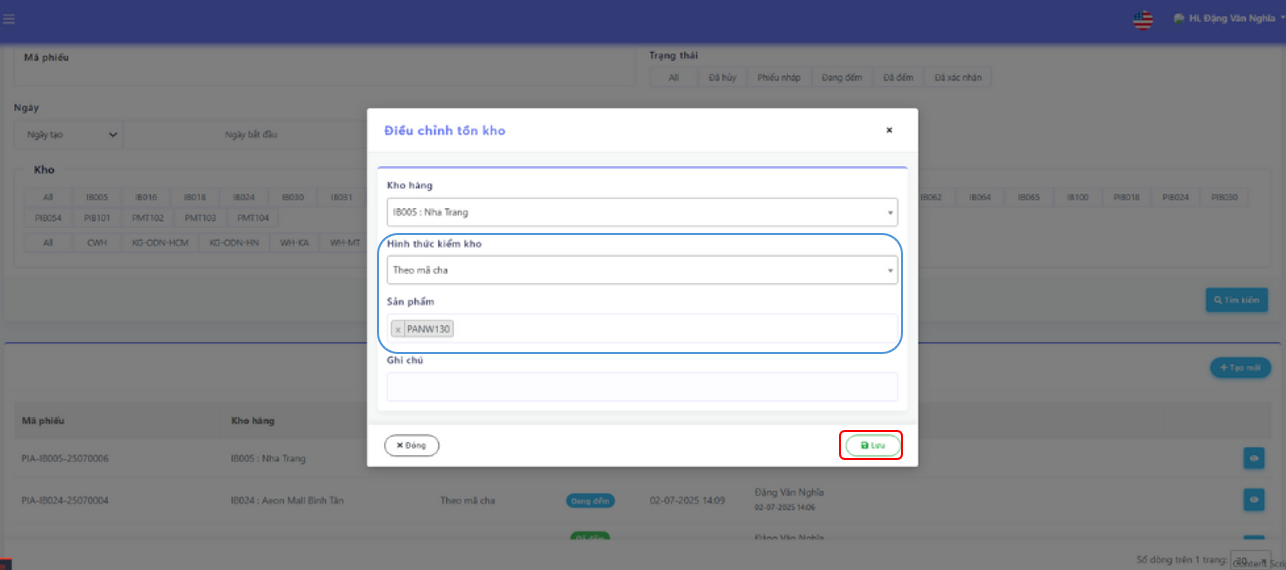 Hi, Đặng Văn Nghĩa
Mã phiếu
Trạng thái
All Đã hủy Phiếu nháp Đang đếm Đã đếm Đã xác nhận
Ngày
Ngày tạo Ngày bắt đầu
Điều chỉnh tồn kho ×
Kho
Kho hàng
All IB005 IB016 IB018 IB024 IB030 IB031 IB062 IB064 IB065 IB100 PIB018 PIB024 PIB030
IB005 : Nha Trang
PIB054 PIB101 PMT102 PMT103 PMT104
All CWH KG-ODN-HCM KG-ODN-HN WH-KA WH-MT
Hình thức kiểm kho
Theo mã cha
Sản phẩm
× PANW130
Tìm kiếm
Ghi chú
+ Tạo mới
Mã phiếu Kho hàng
× Đóng Lưu
PIA-IB005-25070006 IB005 : Nha Trang
PIA-IB024-25070004 IB024 : Aeon Mall Bình Tân Theo mã cha Đang đếm 02-07-2025 14:09 Đặng Văn Nghĩa
02-07-2025 14:06
Đã đếm Đặng Văn Nghĩa
Số dòng trên 1 trang: 20